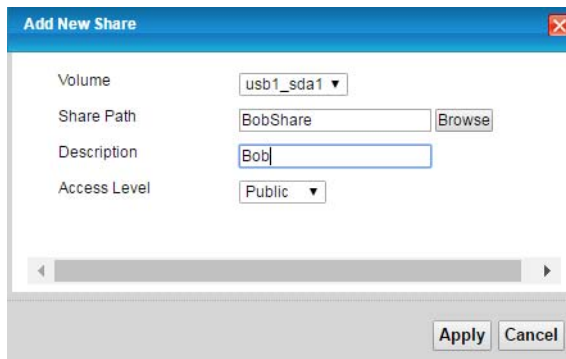 Add New Share
Volume usb1_sda1
Share Path BobShare Browse
Description Bob
Access Level Public
Apply Cancel